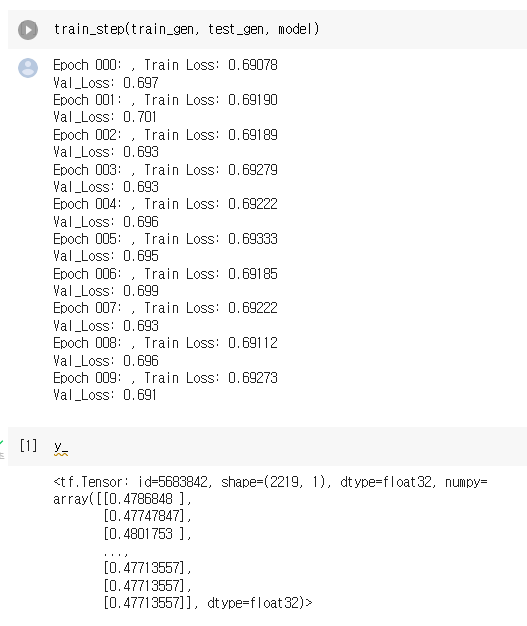 train_step(train_gen, test_gen, model)
Epoch 000: , Train Loss: 0.69078
Val_Loss: 0.697
Epoch 001: , Train Loss: 0.69190
Val_Loss: 0.701
Epoch 002: , Train Loss: 0.69189
Val_Loss: 0.693
Epoch 003: , Train Loss: 0.69279
Val_Loss: 0.693
Epoch 004: , Train Loss: 0.69222
Val_Loss: 0.696
Epoch 005: , Train Loss: 0.69333
Val_Loss: 0.695
Epoch 006: , Train Loss: 0.69185
Val_Loss: 0.699
Epoch 007: , Train Loss: 0.69222
Val_Loss: 0.693
Epoch 008: , Train Loss: 0.69112
Val_Loss: 0.696
Epoch 009: , Train Loss: 0.69273
Val_Loss: 0.691
[1] y_
<tf.Tensor: id=5683842, shape=(2219, 1), dtype=float32, numpy=
array([[0.4786848 ],
[0.47747847],
[0.4801753 ],
...,
[0.47713557],
[0.47713557],
[0.47713557]], dtype=float32)>